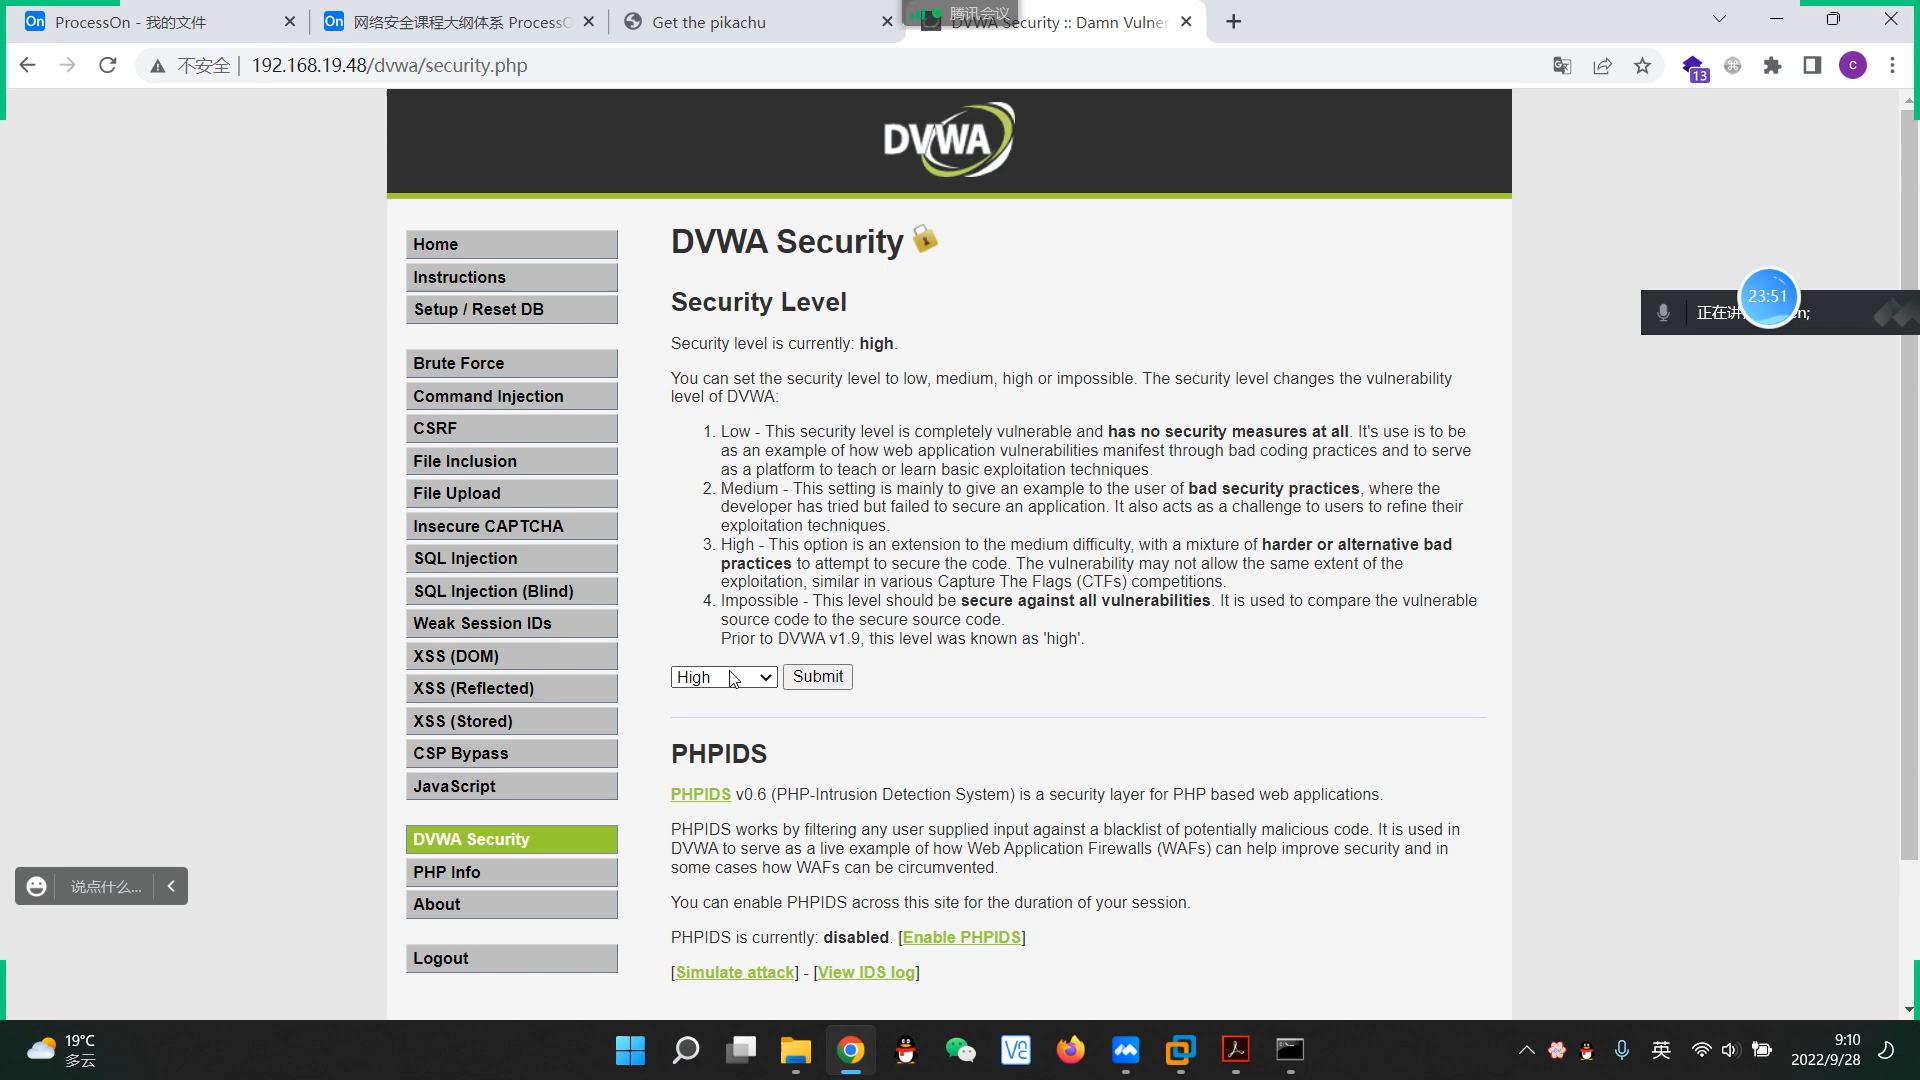 ProcessOn - 我的文件
网络安全课程大纲体系 ProcessO
Get the pikachu
DVWA Security :: Damn Vulner
腾讯会议
不安全
192.168.19.48/dvwa/security.php
13
C
DVWA
Home
Instructions
Setup / Reset DB
Brute Force
Command Injection
CSRF
File Inclusion
File Upload
Insecure CAPTCHA
SQL Injection
SQL Injection (Blind)
Weak Session IDs
XSS (DOM)
XSS (Reflected)
XSS (Stored)
CSP Bypass
JavaScript
DVWA Security
PHP Info
About
Logout
DVWA Security
Security Level
Security level is currently: high.
You can set the security level to low, medium, high or impossible. The security level changes the vulnerability
level of DVWA:
1. Low - This security level is completely vulnerable and has no security measures at all. It's use is to be
as an example of how web application vulnerabilities manifest through bad coding practices and to serve
as a platform to teach or learn basic exploitation techniques.
2. Medium - This setting is mainly to give an example to the user of bad security practices, where the
developer has tried but failed to secure an application. It also acts as a challenge to users to refine their
exploitation techniques.
3. High - This option is an extension to the medium difficulty, with a mixture of harder or alternative bad
practices to attempt to secure the code. The vulnerability may not allow the same extent of the
exploitation, similar in various Capture The Flags (CTFs) competitions.
4. Impossible - This level should be secure against all vulnerabilities. It is used to compare the vulnerable
source code to the secure source code.
Prior to DVWA v1.9, this level was known as 'high'.
High
Submit
PHPIDS
PHPIDS v0.6 (PHP-Intrusion Detection System) is a security layer for PHP based web applications.
PHPIDS works by filtering any user supplied input against a blacklist of potentially malicious code. It is used in
DVWA to serve as a live example of how Web Application Firewalls (WAFs) can help improve security and in
some cases how WAFs can be circumvented.
You can enable PHPIDS across this site for the duration of your session.
PHPIDS is currently: disabled. [Enable PHPIDS]
[Simulate attack] - [View IDS log]
23:51
正在讲
en;
说点什么...
19°C
多云
英
9:10
2022/9/28